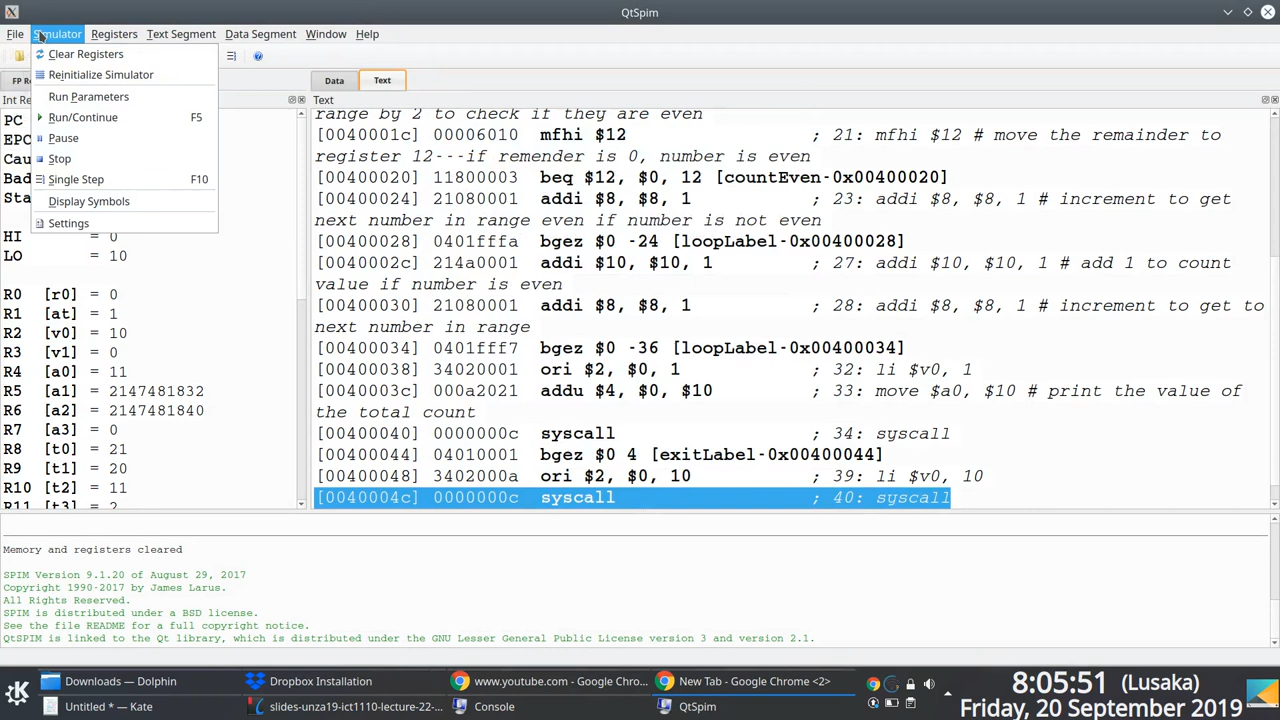 QtSpim
File Simulator Registers Text Segment Data Segment Window Help
Clear Registers
Reinitialize Simulator
Run Parameters
Run/Continue F5
Pause
Stop
Single Step F10
Display Symbols
Settings
FP Re
Int Re
PC
EPC
Cau
Bad
Sta
HI = 0
LO = 10
R0 [r0] = 0
R1 [at] = 1
R2 [v0] = 10
R3 [v1] = 0
R4 [a0] = 11
R5 [a1] = 2147481832
R6 [a2] = 2147481840
R7 [a3] = 0
R8 [t0] = 21
R9 [t1] = 20
R10 [t2] = 11
R11 [t3] = 2
Data Text
Text
range by 2 to check if they are even
[0040001c] 00006010 mfhi $12 ; 21: mfhi $12 # move the remainder to
register 12---if remender is 0, number is even
[00400020] 11800003 beq $12, $0, 12 [countEven-0x00400020]
[00400024] 21080001 addi $8, $8, 1 ; 23: addi $8, $8, 1 # increment to get
next number in range even if number is not even
[00400028] 0401fffa bgez $0 -24 [loopLabel-0x00400028]
[0040002c] 214a0001 addi $10, $10, 1 ; 27: addi $10, $10, 1 # add 1 to count
value if number is even
[00400030] 21080001 addi $8, $8, 1 ; 28: addi $8, $8, 1 # increment to get to
next number in range
[00400034] 0401fff7 bgez $0 -36 [loopLabel-0x00400034]
[00400038] 34020001 ori $2, $0, 1 ; 32: li $v0, 1
[0040003c] 000a2021 addu $4, $0, $10 ; 33: move $a0, $10 # print the value of
the total count
[00400040] 0000000c syscall ; 34: syscall
[00400044] 04010001 bgez $0 4 [exitLabel-0x00400044]
[00400048] 3402000a ori $2, $0, 10 ; 39: li $v0, 10
[0040004c] 0000000c syscall ; 40: syscall
Memory and registers cleared
SPIM Version 9.1.20 of August 29, 2017
Copyright 1990-2017 by James Larus.
All Rights Reserved.
SPIM is distributed under a BSD license.
See the file README for a full copyright notice.
QtSPIM is linked to the Qt library, which is distributed under the GNU Lesser General Public License version 3 and version 2.1.
Downloads — Dolphin
Dropbox Installation
www.youtube.com - Google Chro...
New Tab - Google Chrome <2>
Untitled * — Kate
slides-unza19-ict1110-lecture-22-...
Console
QtSpim
8:05:51 (Lusaka)
Friday, 20 September 2019